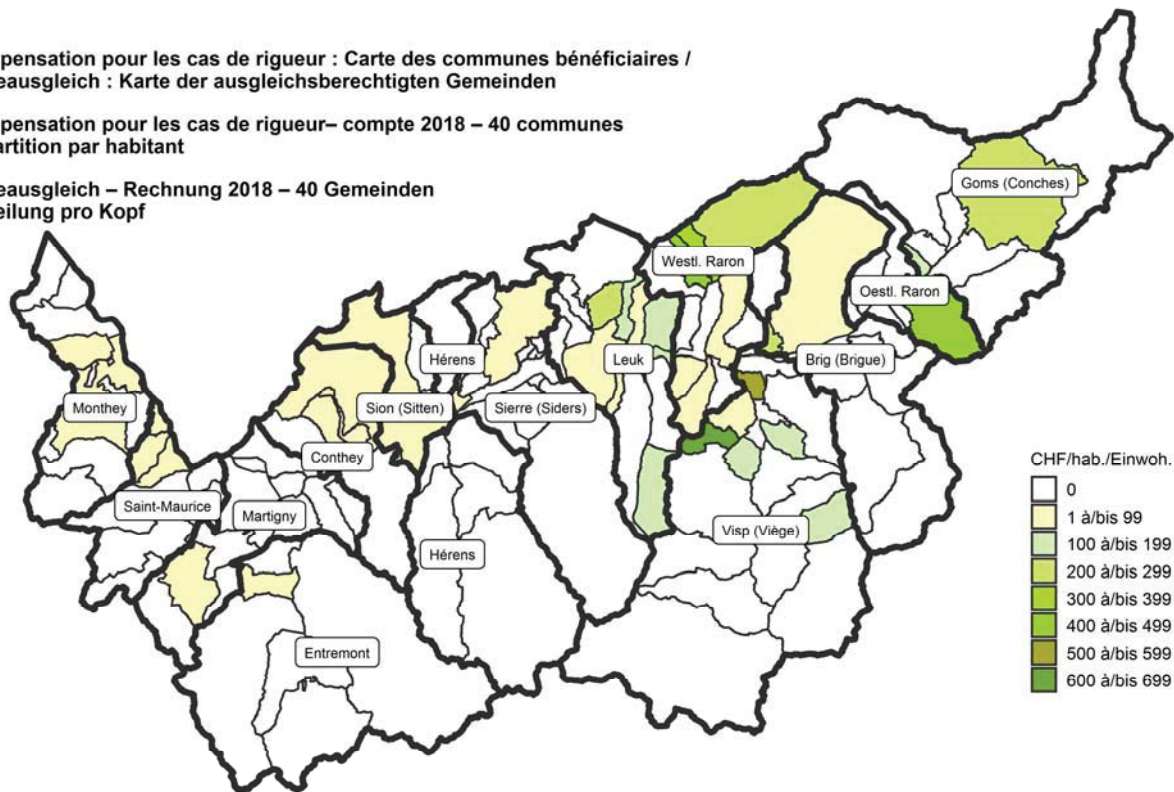 pensation pour les cas de rigueur : Carte des communes bénéficiaires /
eausgleich : Karte der ausgleichsberechtigten Gemeinden
pensation pour les cas de rigueur– compte 2018 – 40 communes
artition par habitant
eausgleich – Rechnung 2018 – 40 Gemeinden
eilung pro Kopf
Goms (Conches)
Westl. Raron
Oestl. Raron
Hérens
Leuk
Brig (Brigue)
Monthey
Sion (Sitten)
Sierre (Siders)
Conthey
Saint-Maurice
Martigny
Visp (Viège)
Hérens
Entremont
CHF/hab./Einwoh.
0
1 à/bis 99
100 à/bis 199
200 à/bis 299
300 à/bis 399
400 à/bis 499
500 à/bis 599
600 à/bis 699